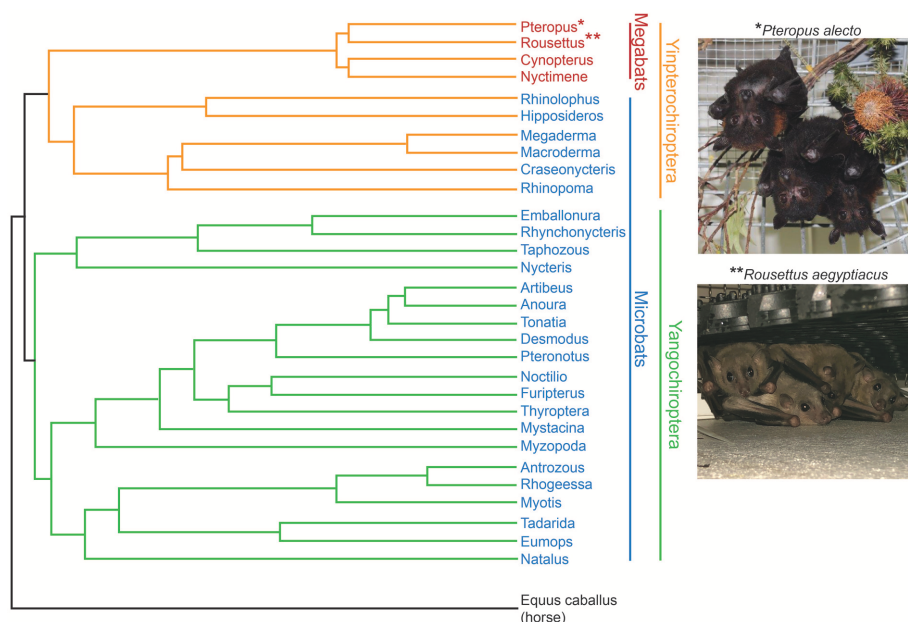 Pteropus*
Rousettus**
Cynopterus
Nyctimene
Rhinolophus
Hipposideros
Megaderma
Macroderma
Craseonycteris
Rhinopoma
Emballonura
Rhynchonycteris
Taphozous
Nycteris
Artibeus
Anoura
Tonatia
Desmodus
Pteronotus
Noctilio
Furipterus
Thyroptera
Mystacina
Myzopoda
Antrozous
Rhogeessa
Myotis
Tadarida
Eumops
Natalus
Equus caballus
(horse)
Megabats
Microbats
Yinpterochiroptera
Yangochiroptera
*Pteropus alecto
**Rousettus aegyptiacus